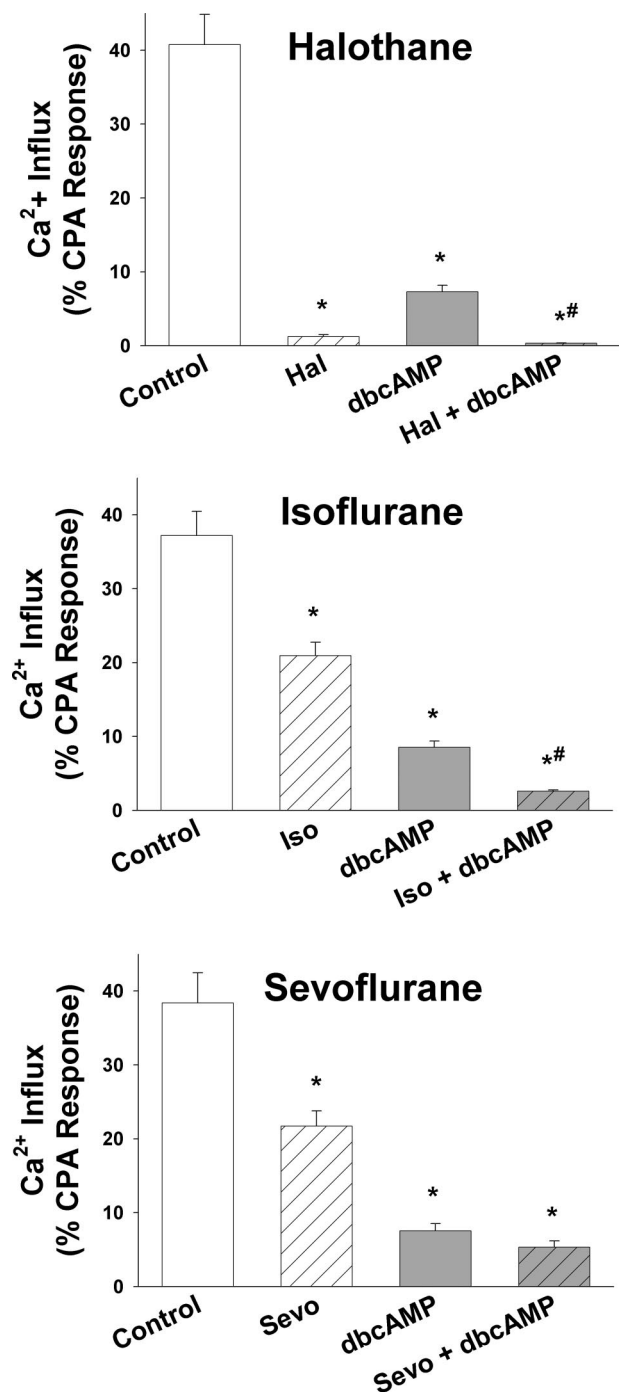 Halothane
Ca2+ Influx
(% CPA Response)
40
30
20
10
0
*
*
*#
Control
Hal
dbcAMP
Hal + dbcAMP
Isoflurane
Ca2+ Influx
(% CPA Response)
40
30
20
10
0
*
*
*#
Control
Iso
dbcAMP
Iso + dbcAMP
Sevoflurane
Ca2+ Influx
(% CPA Response)
40
30
20
10
0
*
*
*
Control
Sevo
dbcAMP
Sevo + dbcAMP